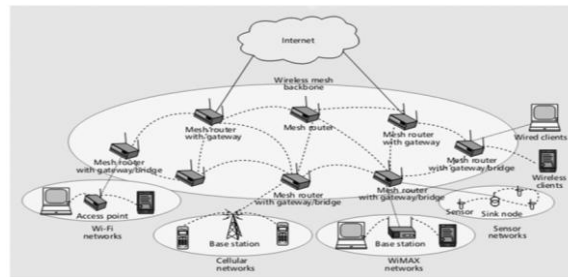 Internet
Wireless mesh
backbone
Mesh router
with gateway
Mesh router
Mesh router
with gateway
Wired clients
Mesh router
with gateway/bridge
Mesh router
with gateway/bridge
Wireless
clients
Mesh router
with gateway/bridge
Mesh router
with gateway/bridge
Access point
Wi-Fi
networks
Base station
Cellular
networks
Base station
WiMAX
networks
Sensor
Sink node
Sensor
networks